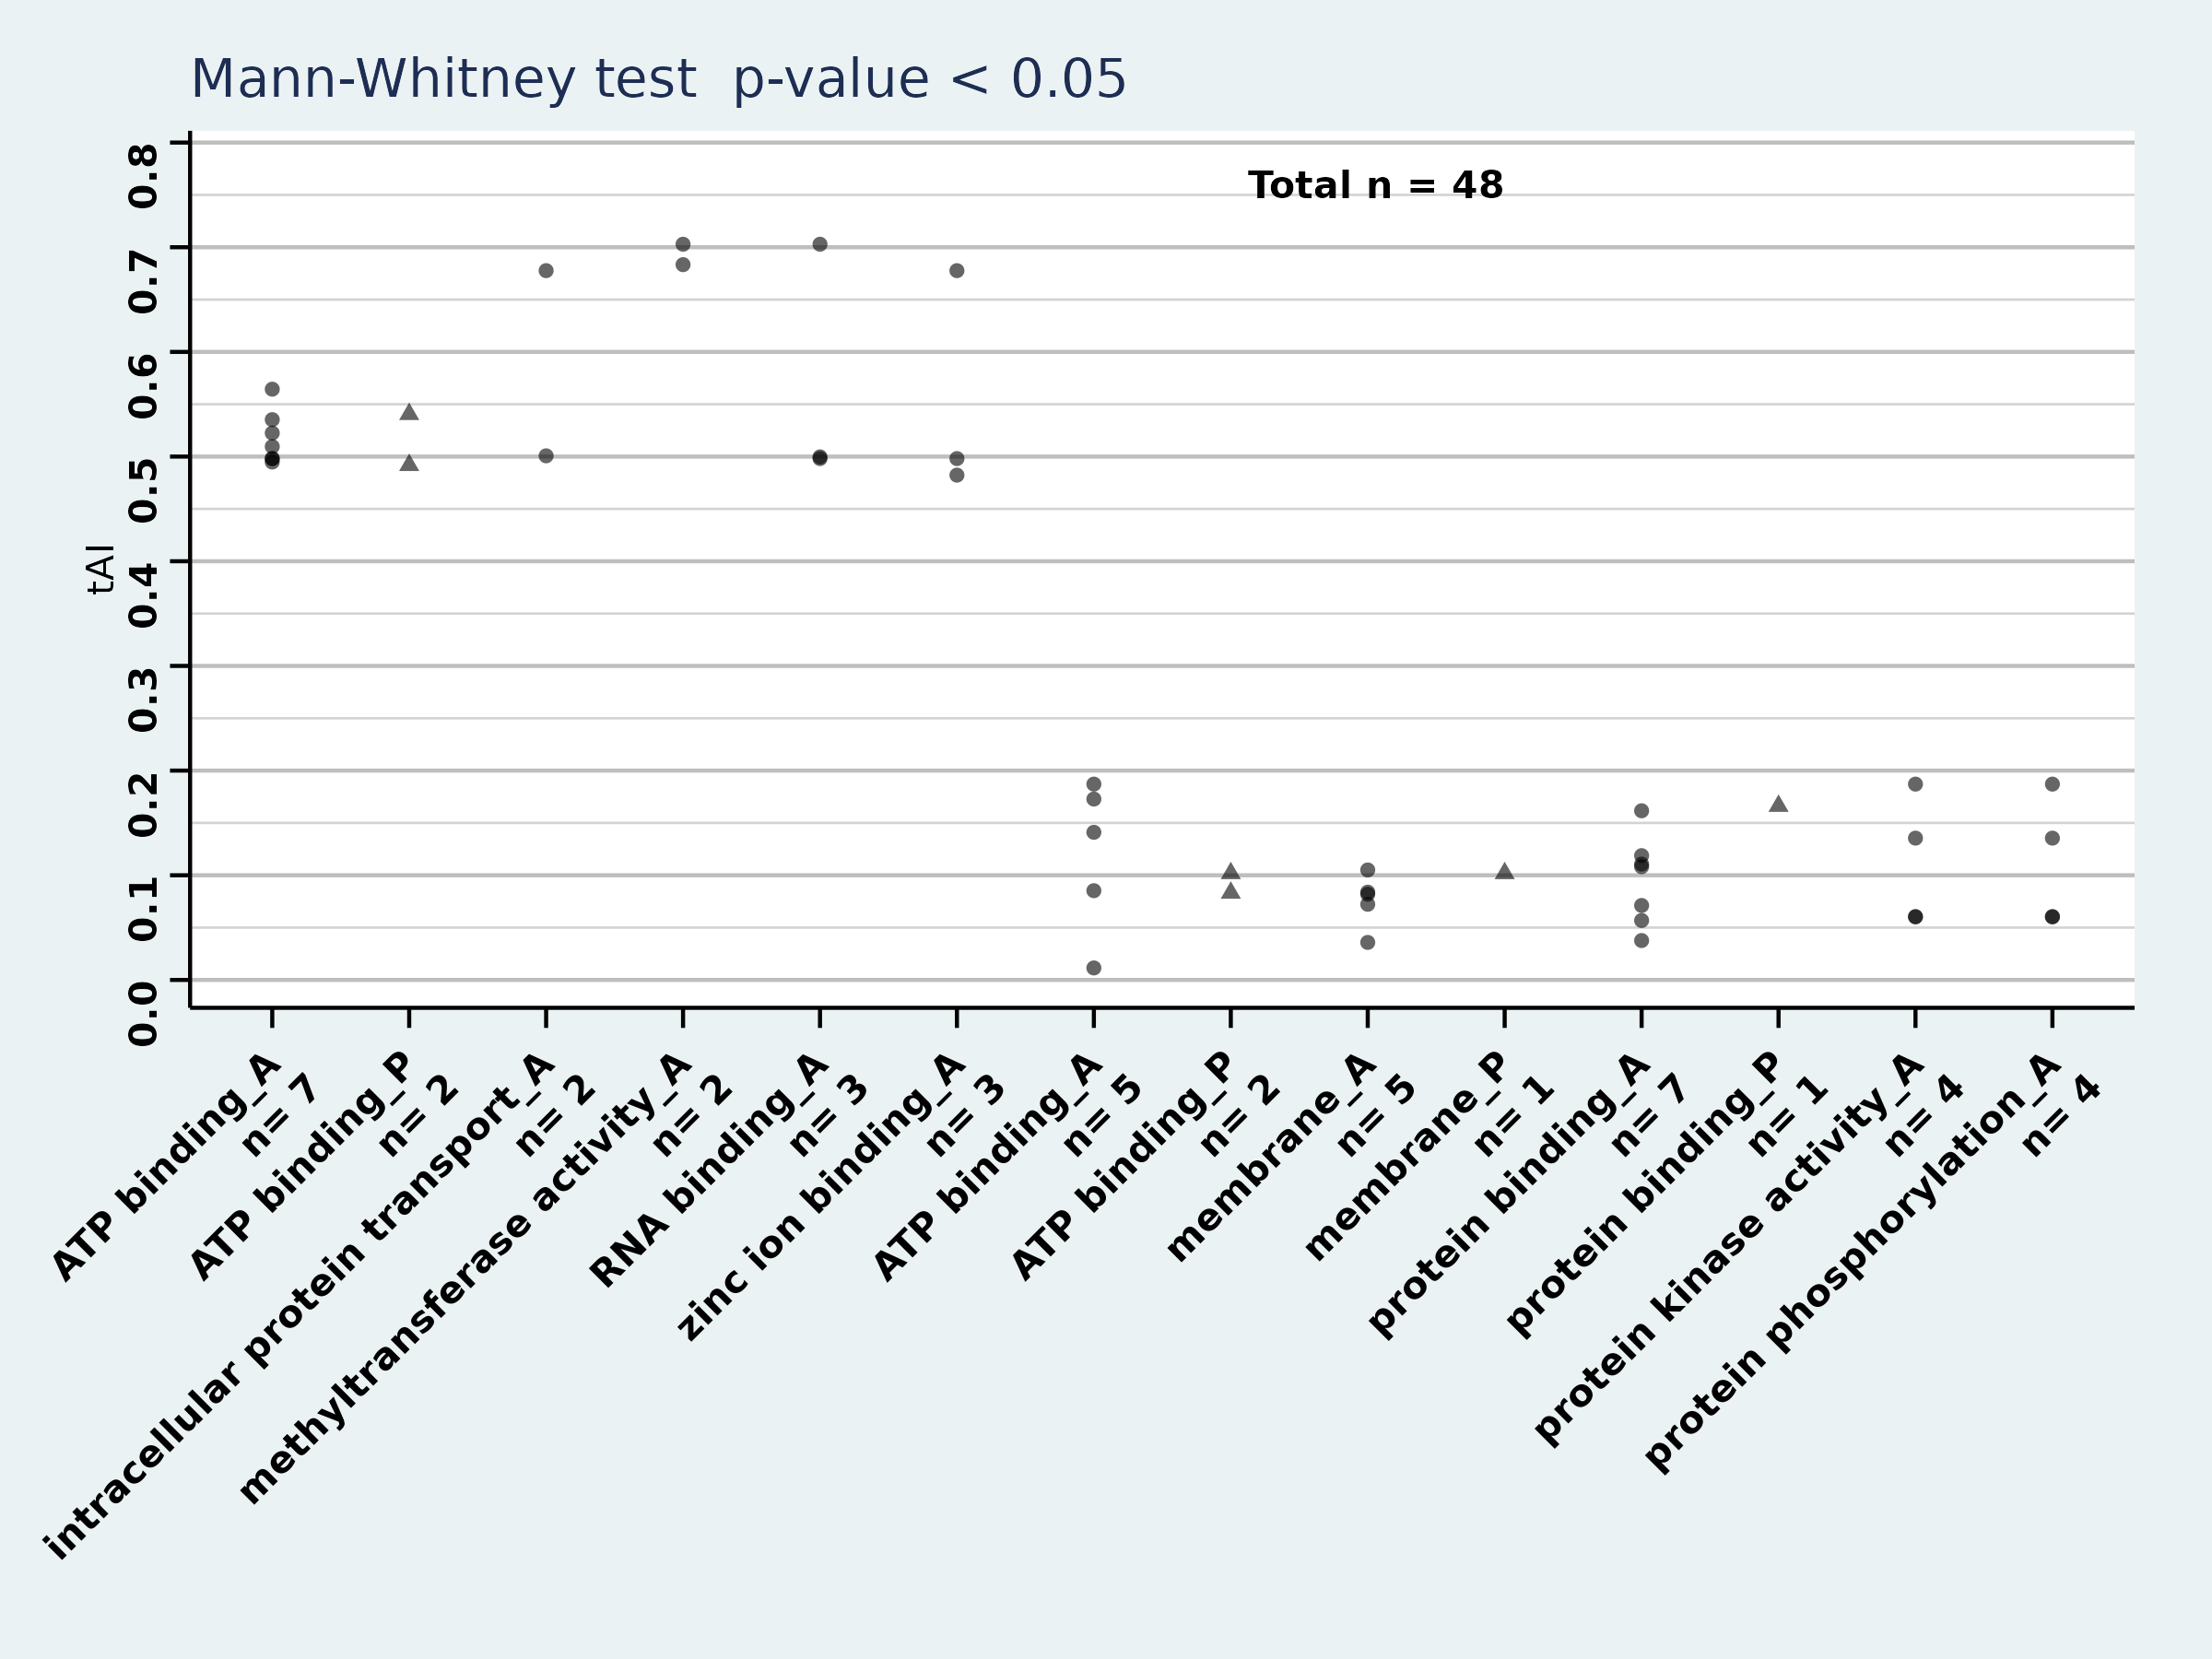 Mann-Whitney test  p-value < 0.05
Total n = 48
tAI
0.8
0.7
0.6
0.5
0.4
0.3
0.2
0.1
0.0
ATP binding_A
n= 7
ATP binding_P
n= 2
intracellular protein transport_A
n= 2
methyltransferase activity_A
n= 2
RNA binding_A
n= 3
zinc ion binding_A
n= 3
ATP binding_A
n= 5
ATP binding_P
n= 2
membrane_A
n= 5
membrane_P
n= 1
protein binding_A
n= 7
protein binding_P
n= 1
protein kinase activity_A
n= 4
protein phosphorylation_A
n= 4